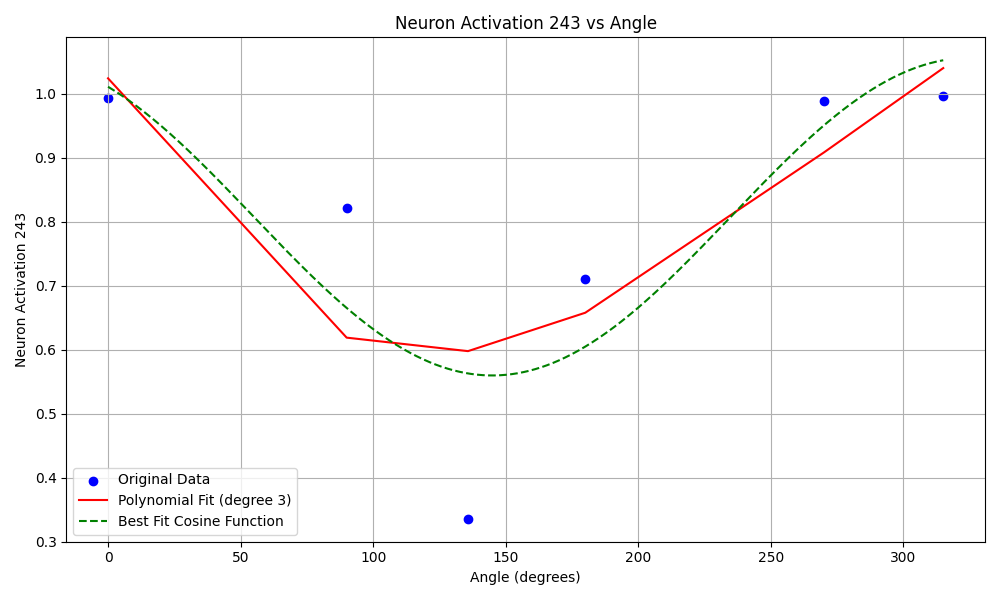 Neuron Activation 243 vs Angle
Neuron Activation 243
1.0
0.9
0.8
0.7
0.6
0.5
0.4
0.3
Original Data
Polynomial Fit (degree 3)
Best Fit Cosine Function
0 50 100 150 200 250 300
Angle (degrees)